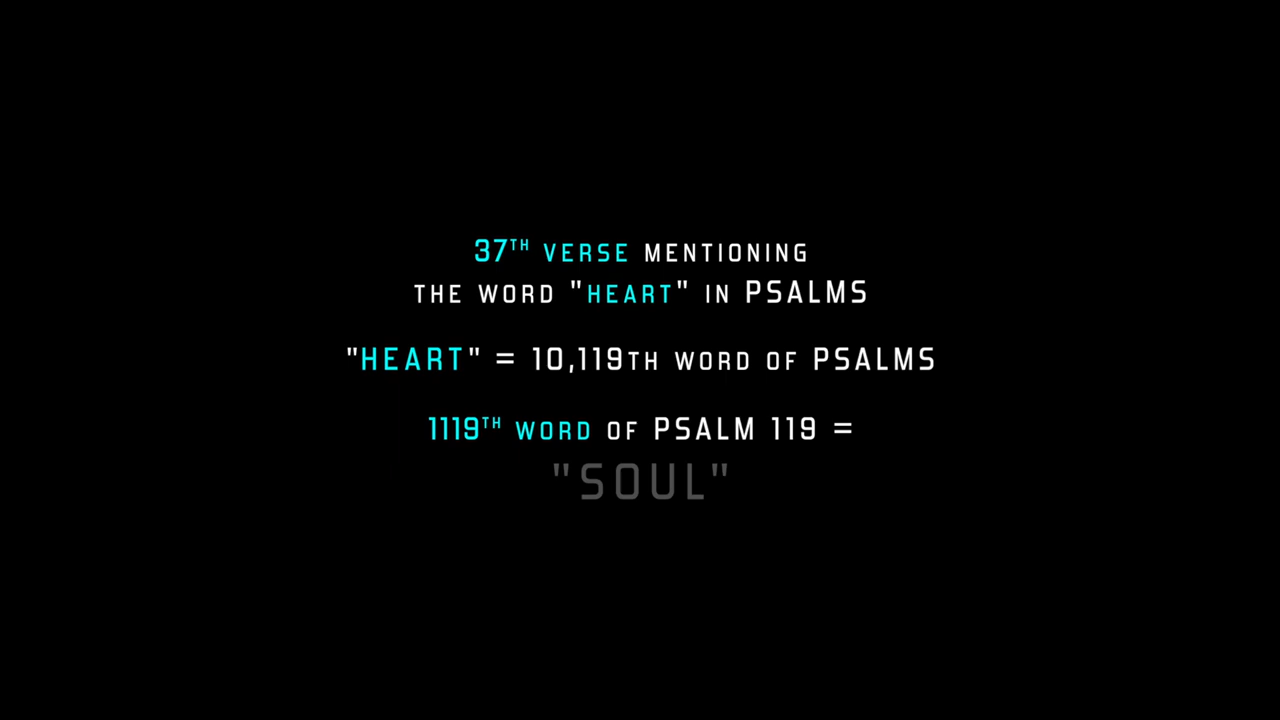 37TH VERSE MENTIONING
THE WORD "HEART" IN PSALMS
"HEART" = 10,119TH WORD OF PSALMS
1119TH WORD OF PSALM 119 =
"SOUL"